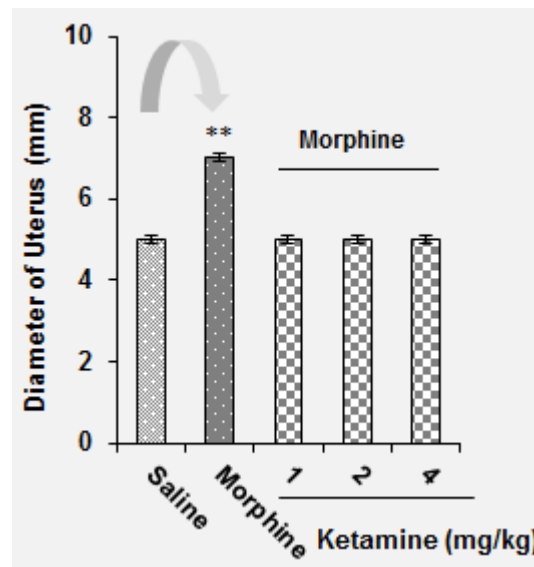 Diameter of Uterus (mm)
10
8
6
4
2
0
**
Morphine
Saline
Morphine
1
2
4
Ketamine (mg/kg)